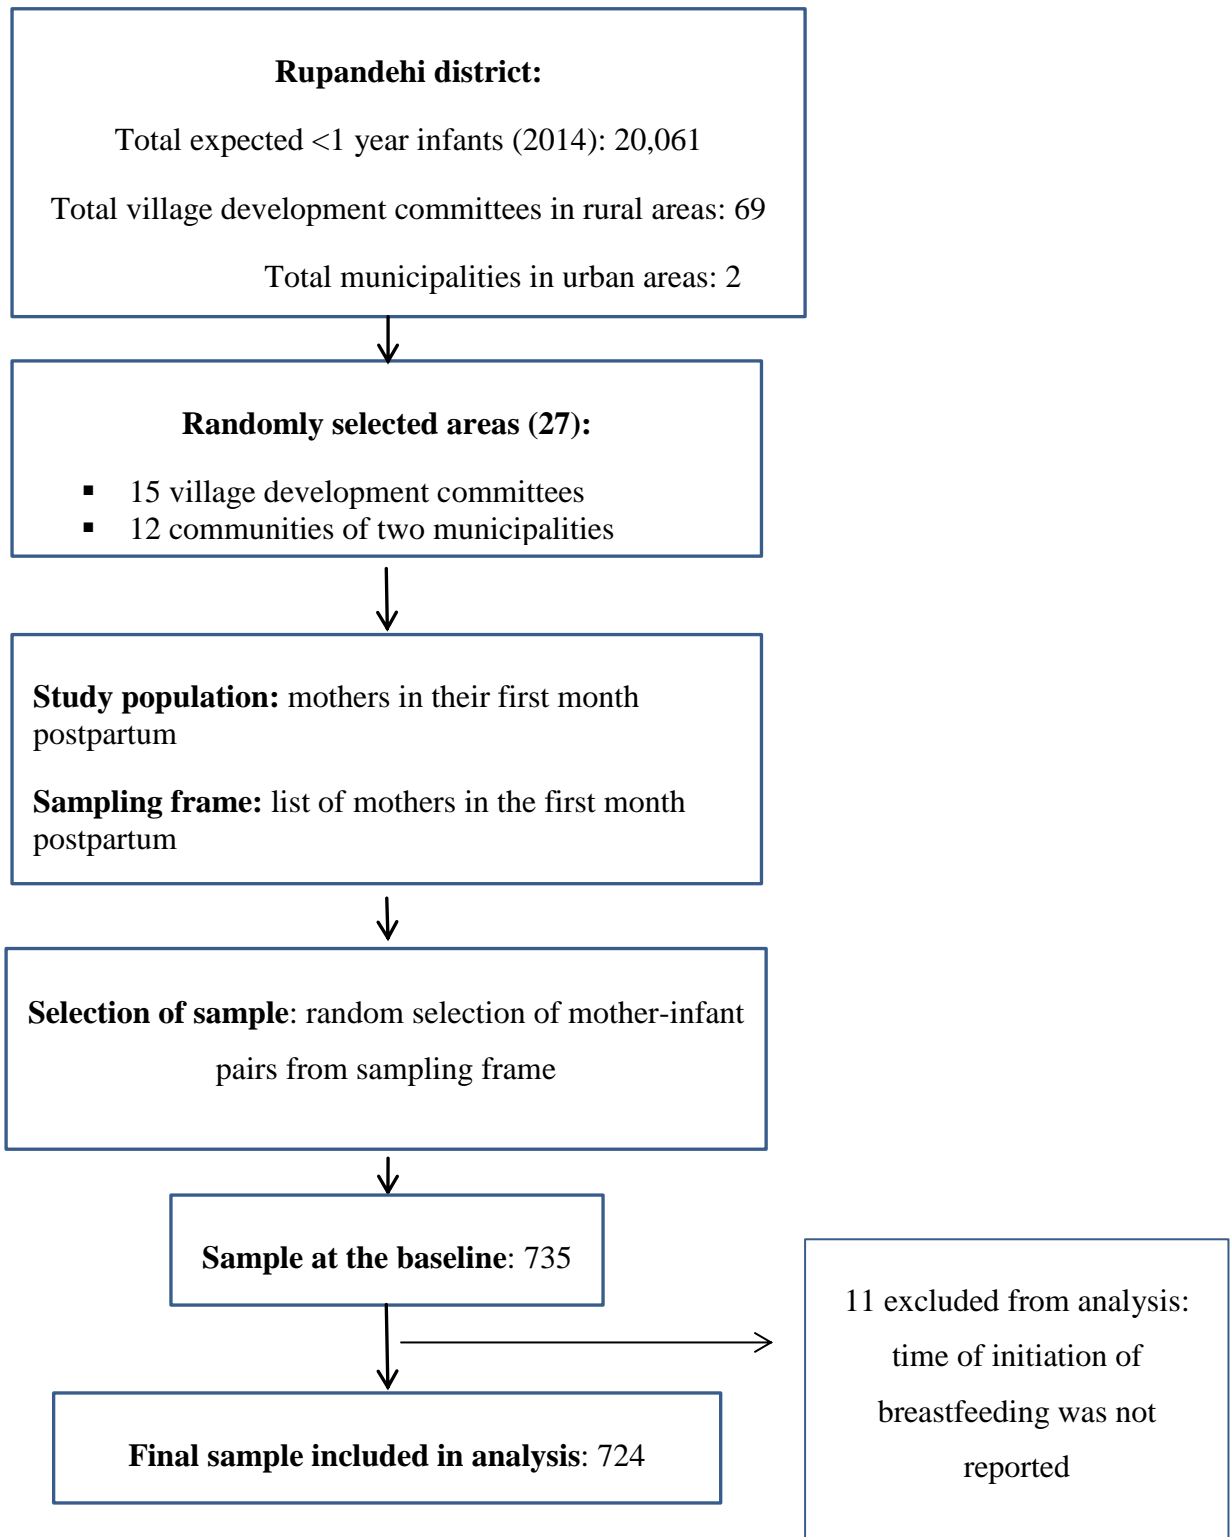 Rupandehi district:
Total expected <1 year infants (2014): 20,061
Total village development committees in rural areas: 69
Total municipalities in urban areas: 2
Randomly selected areas (27):
▪ 15 village development committees
▪ 12 communities of two municipalities
Study population: mothers in their first month
postpartum
Sampling frame: list of mothers in the first month
postpartum
Selection of sample: random selection of mother-infant
pairs from sampling frame
Sample at the baseline: 735
11 excluded from analysis:
time of initiation of
breastfeeding was not
reported
Final sample included in analysis: 724